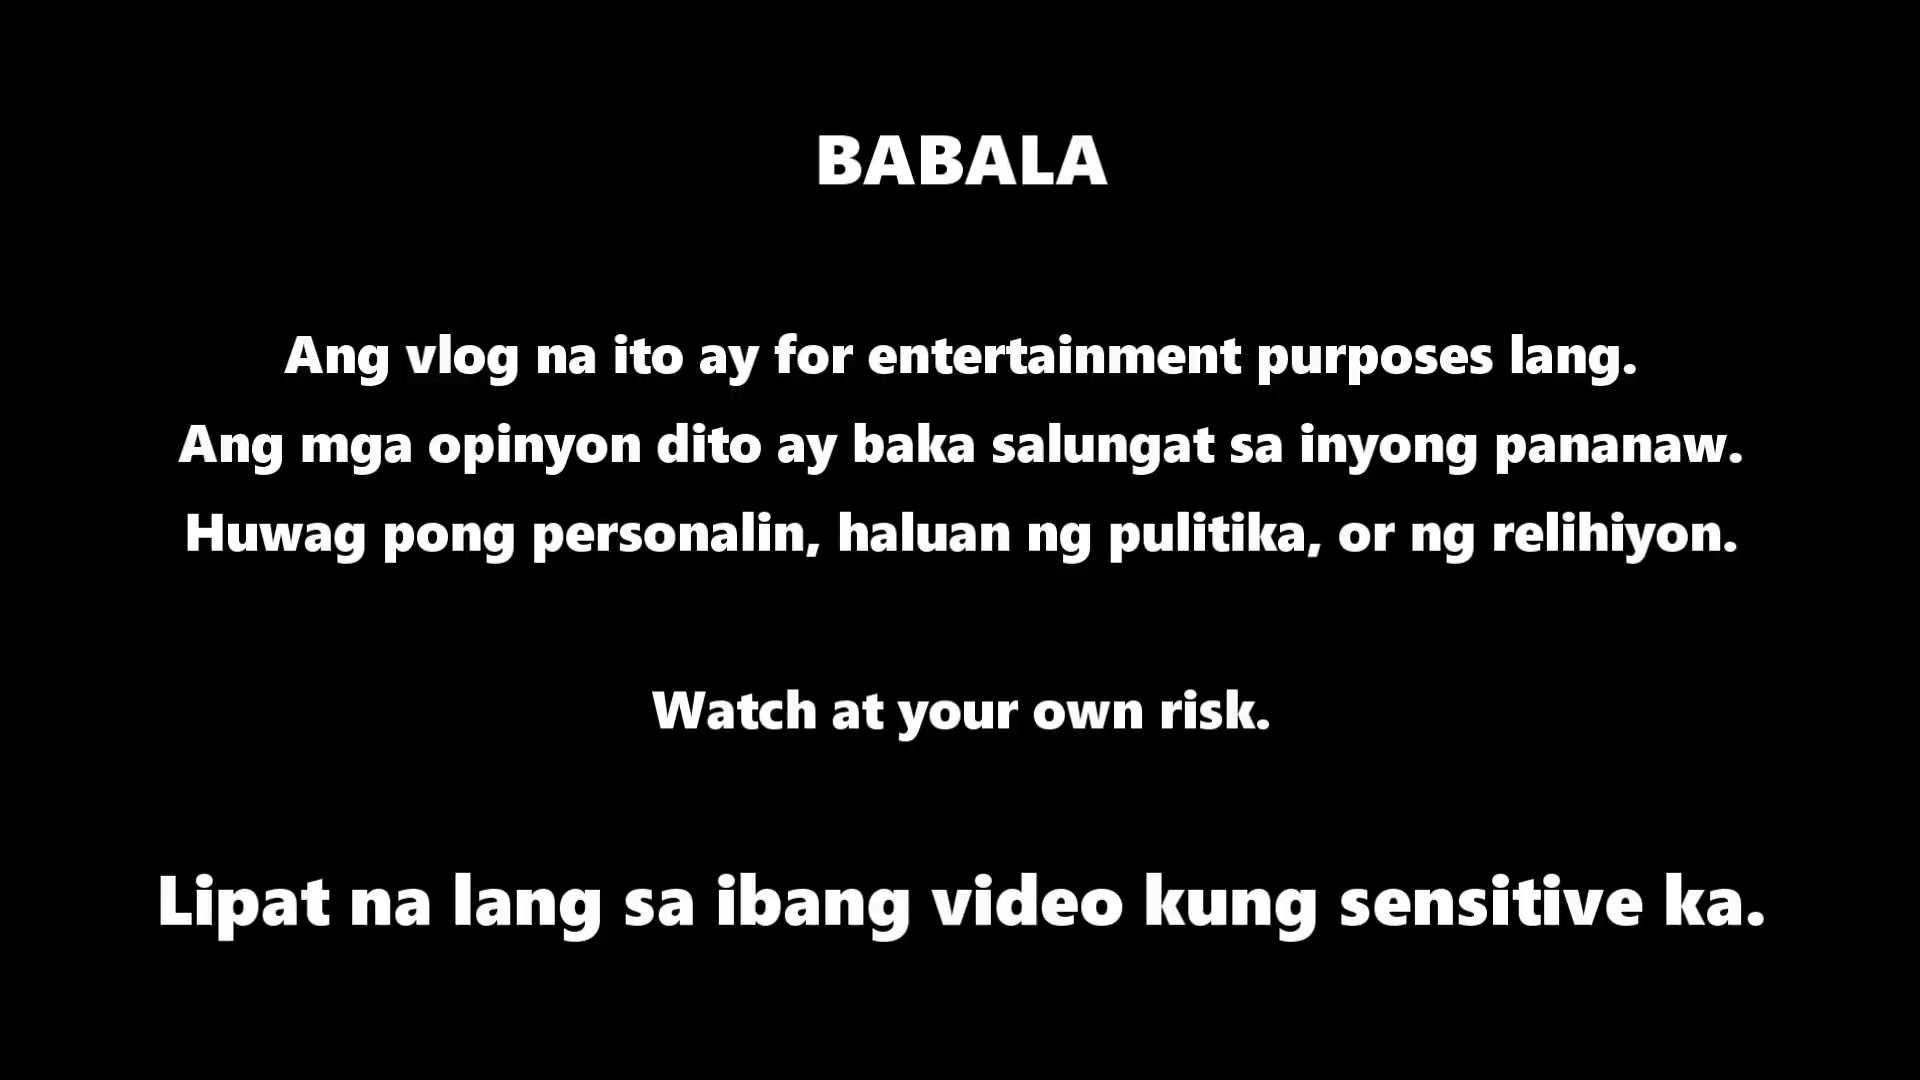 BABALA
Ang vlog na ito ay for entertainment purposes lang.
Ang mga opinyon dito ay baka salungat sa inyong pananaw.
Huwag pong personalin, haluan ng pulitika, or ng relihiyon.
Watch at your own risk.
Lipat na lang sa ibang video kung sensitive ka.